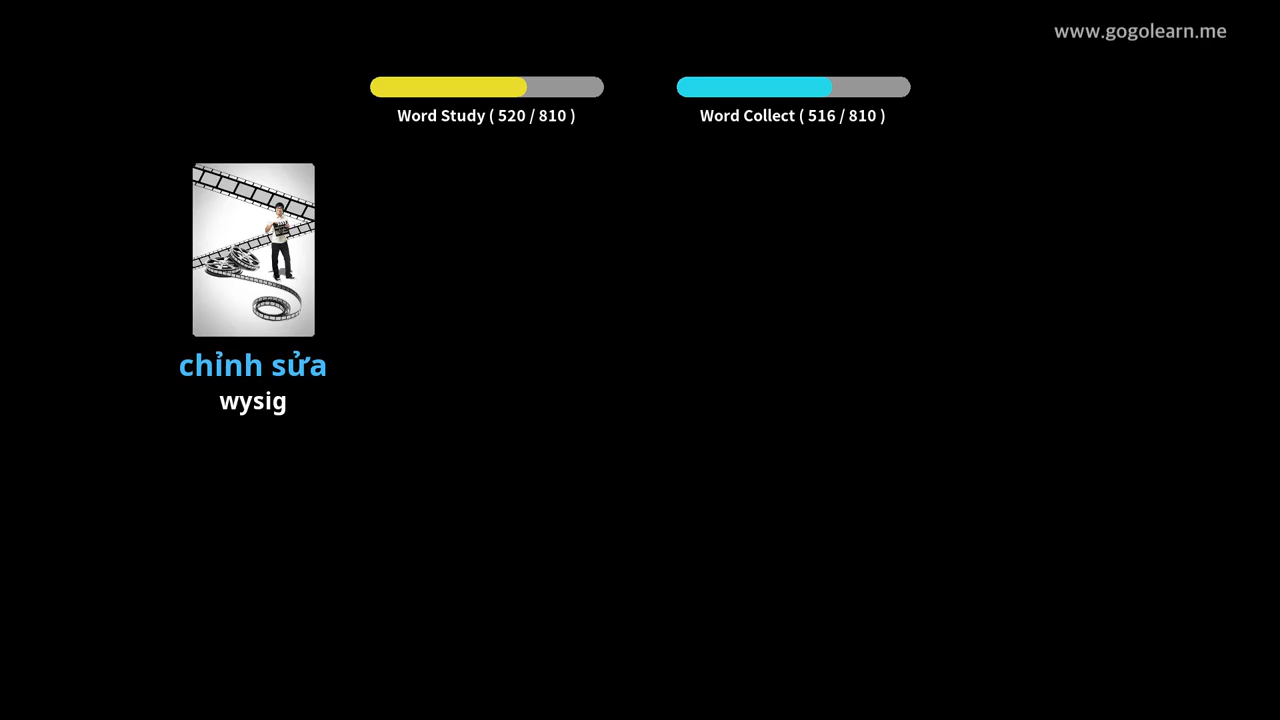 www.gogolearn.me
Word Study ( 520 / 810 )
Word Collect ( 516 / 810 )
chỉnh sửa
wysig